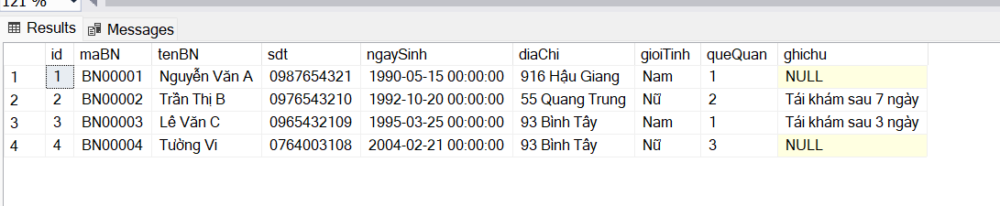 121 %
Results Messages
id maBN tenBN sdt ngaySinh diaChi gioiTinh queQuan ghichu
1 1 BN00001 Nguyễn Văn A 0987654321 1990-05-15 00:00:00 916 Hậu Giang Nam 1 NULL
2 2 BN00002 Trần Thị B 0976543210 1992-10-20 00:00:00 55 Quang Trung Nữ 2 Tái khám sau 7 ngày
3 3 BN00003 Lê Văn C 0965432109 1995-03-25 00:00:00 93 Bình Tây Nam 1 Tái khám sau 3 ngày
4 4 BN00004 Tường Vi 0764003108 2004-02-21 00:00:00 93 Bình Tây Nữ 3 NULL